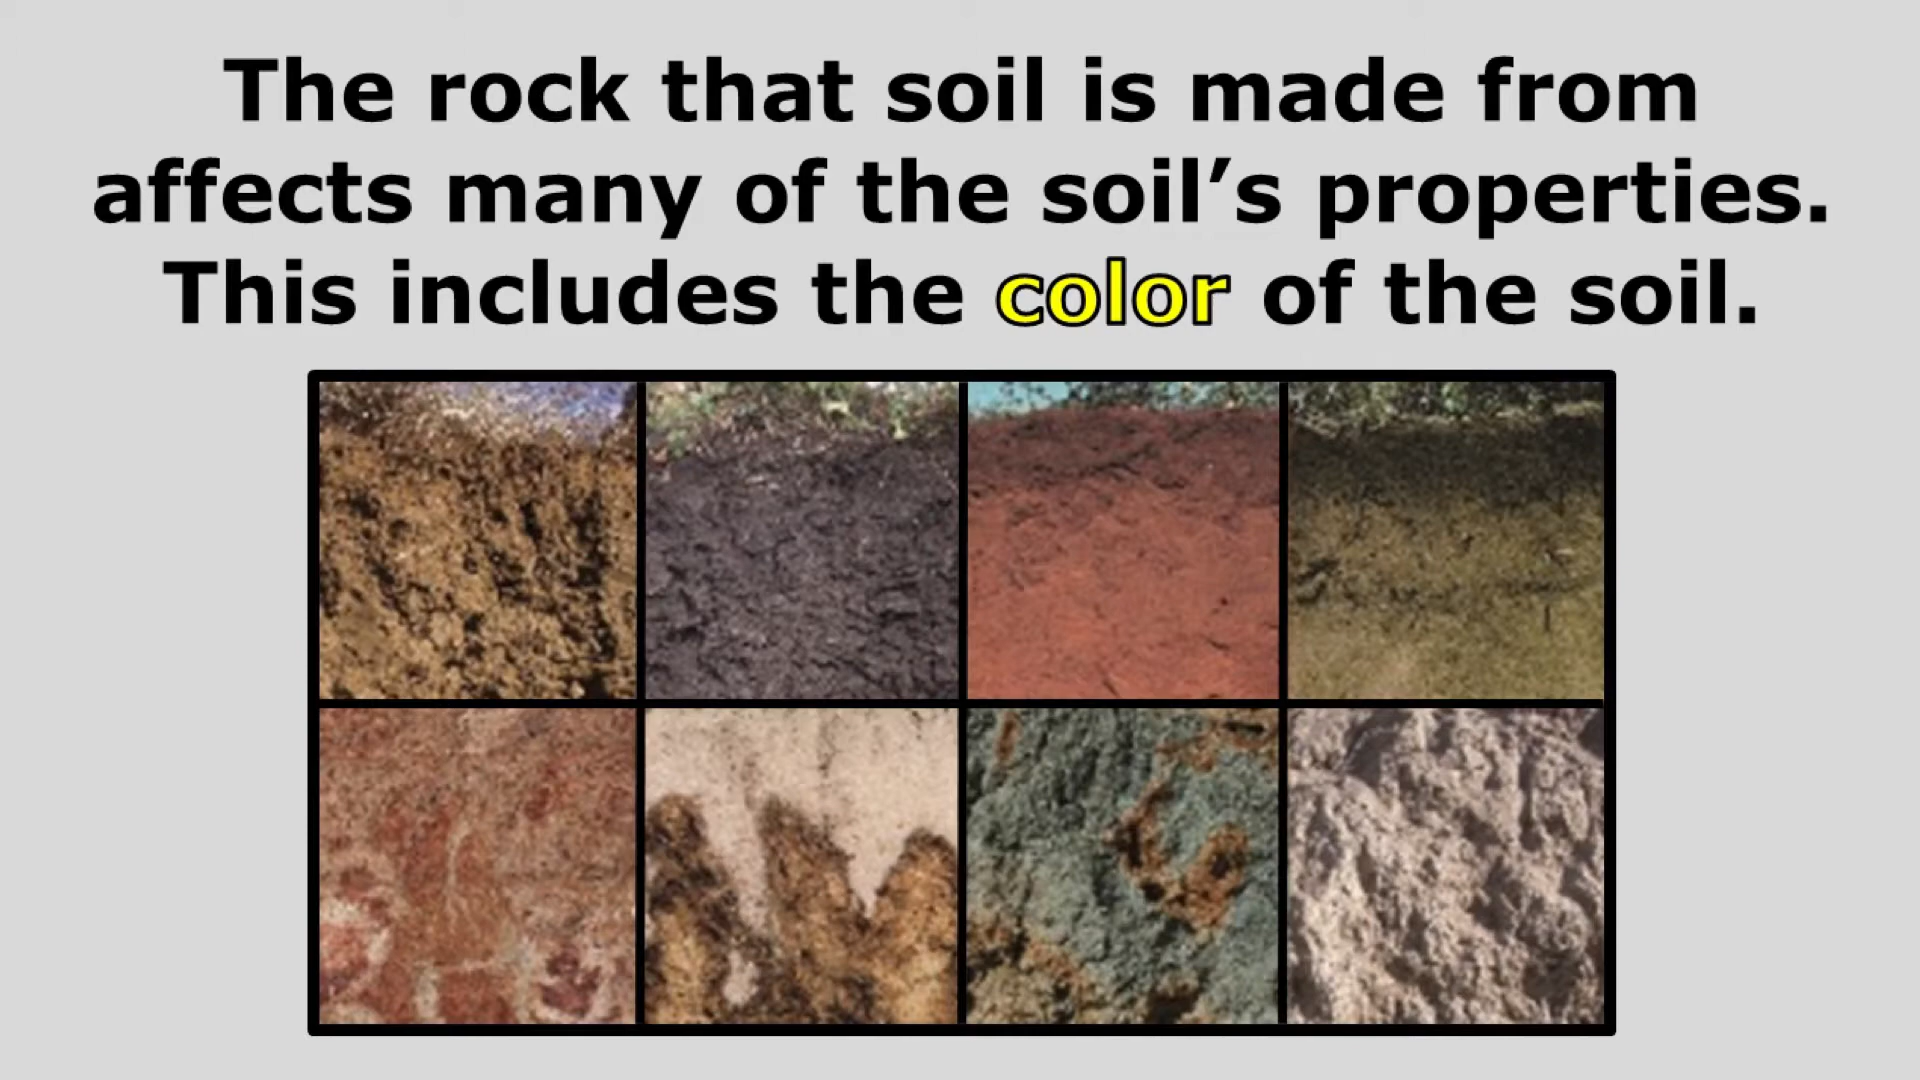 The rock that soil is made from
affects many of the soil’s properties.
This includes the color of the soil.